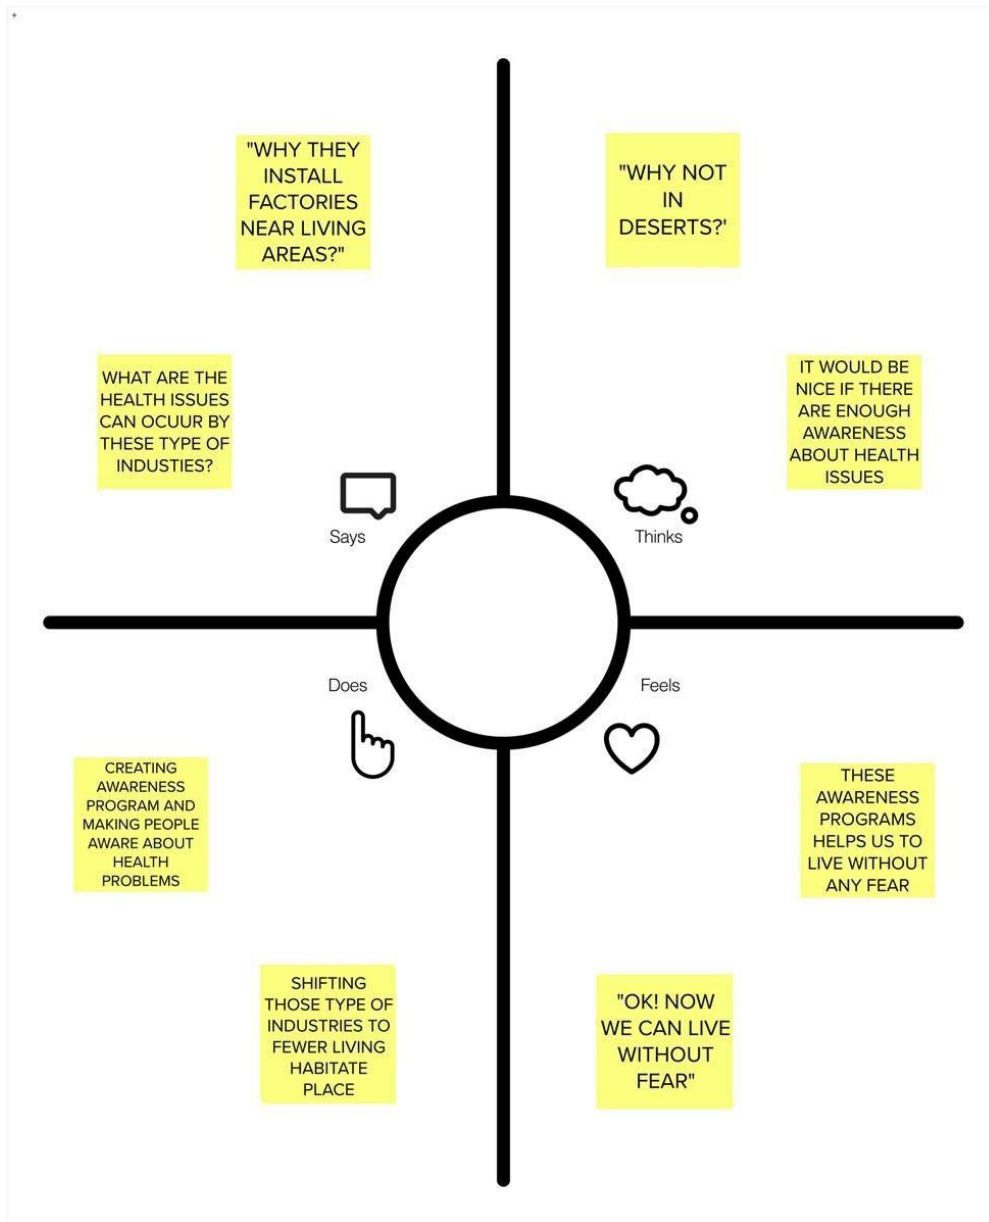 "WHY THEY
INSTALL
FACTORIES
NEAR LIVING
AREAS?"
"WHY NOT
IN
DESERTS?'
WHAT ARE THE
HEALTH ISSUES
CAN OCUUR BY
THESE TYPE OF
INDUSTIES?
IT WOULD BE
NICE IF THERE
ARE ENOUGH
AWARENESS
ABOUT HEALTH
ISSUES
Says
Thinks
Does
Feels
CREATING
AWARENESS
PROGRAM AND
MAKING PEOPLE
AWARE ABOUT
HEALTH
PROBLEMS
THESE
AWARENESS
PROGRAMS
HELPS US TO
LIVE WITHOUT
ANY FEAR
SHIFTING
THOSE TYPE OF
INDUSTRIES TO
FEWER LIVING
HABITATE
PLACE
"OK! NOW
WE CAN LIVE
WITHOUT
FEAR"